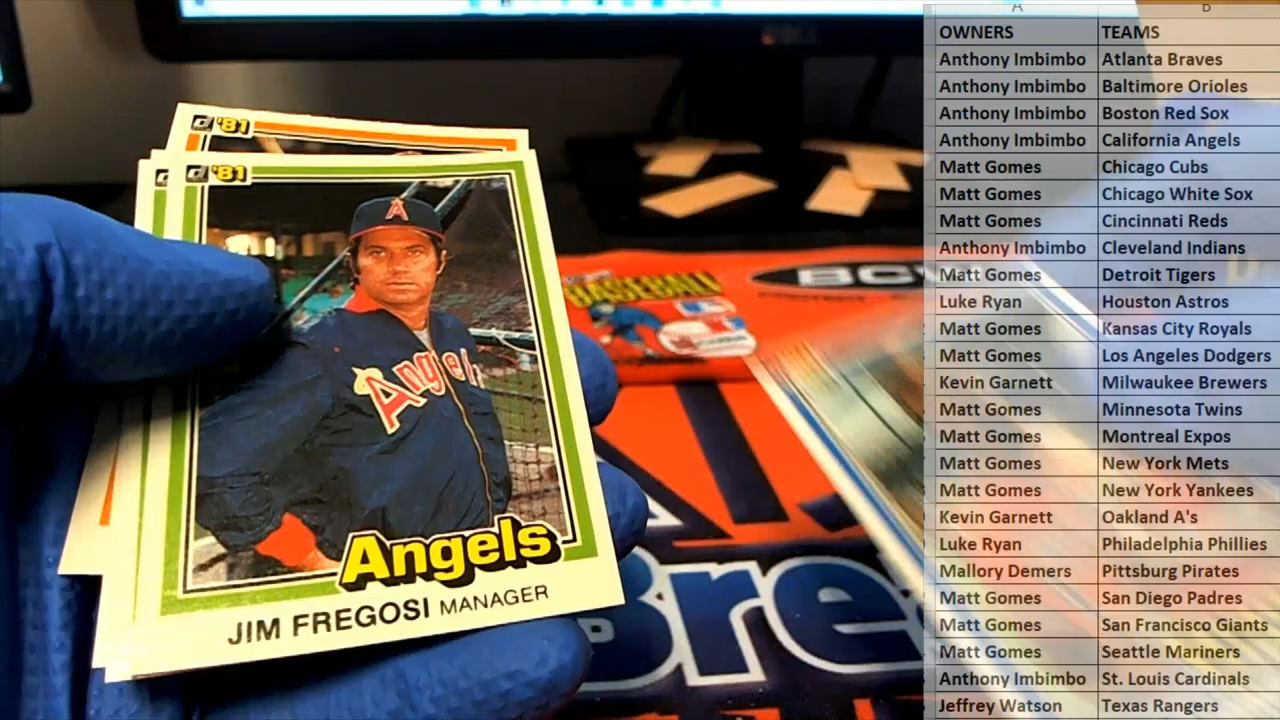 '81
'81
Angels
Angels
JIM FREGOSI MANAGER
BASEBALL
BCW
Bre
A B
OWNERS TEAMS
Anthony Imbimbo Atlanta Braves
Anthony Imbimbo Baltimore Orioles
Anthony Imbimbo Boston Red Sox
Anthony Imbimbo California Angels
Matt Gomes Chicago Cubs
Matt Gomes Chicago White Sox
Matt Gomes Cincinnati Reds
Anthony Imbimbo Cleveland Indians
Matt Gomes Detroit Tigers
Luke Ryan Houston Astros
Matt Gomes Kansas City Royals
Matt Gomes Los Angeles Dodgers
Kevin Garnett Milwaukee Brewers
Matt Gomes Minnesota Twins
Matt Gomes Montreal Expos
Matt Gomes New York Mets
Matt Gomes New York Yankees
Kevin Garnett Oakland A's
Luke Ryan Philadelphia Phillies
Mallory Demers Pittsburg Pirates
Matt Gomes San Diego Padres
Matt Gomes San Francisco Giants
Matt Gomes Seattle Mariners
Anthony Imbimbo St. Louis Cardinals
Jeffrey Watson Texas Rangers